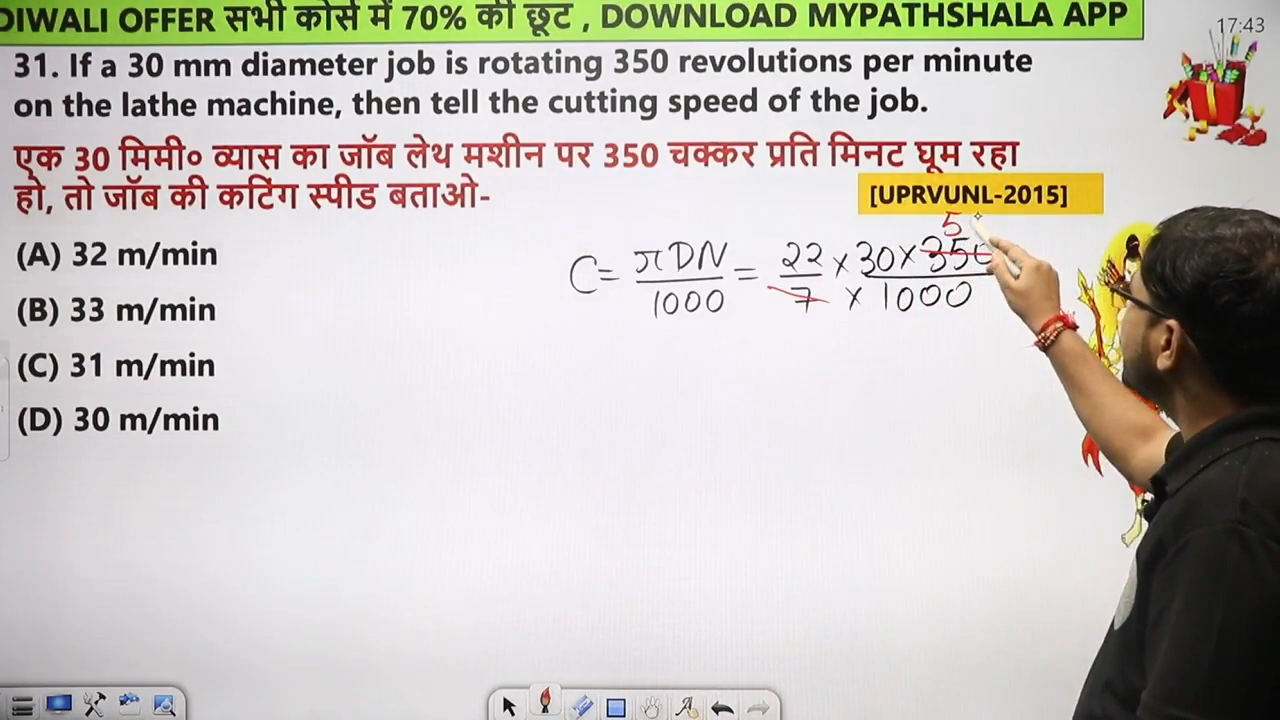 DIWALI OFFER सभी कोर्स में 70% की छूट , DOWNLOAD MYPATHSHALA APP
17:43
31. If a 30 mm diameter job is rotating 350 revolutions per minute
on the lathe machine, then tell the cutting speed of the job.
एक 30 मिमी० व्यास का जॉब लेथ मशीन पर 350 चक्कर प्रति मिनट घूम रहा
हो, तो जॉब की कटिंग स्पीड बताओ-
[UPRVUNL-2015]
(A) 32 m/min
(B) 33 m/min
(C) 31 m/min
(D) 30 m/min
5
C= πDN = 22 × 30 × 350
1000 7 × 1000